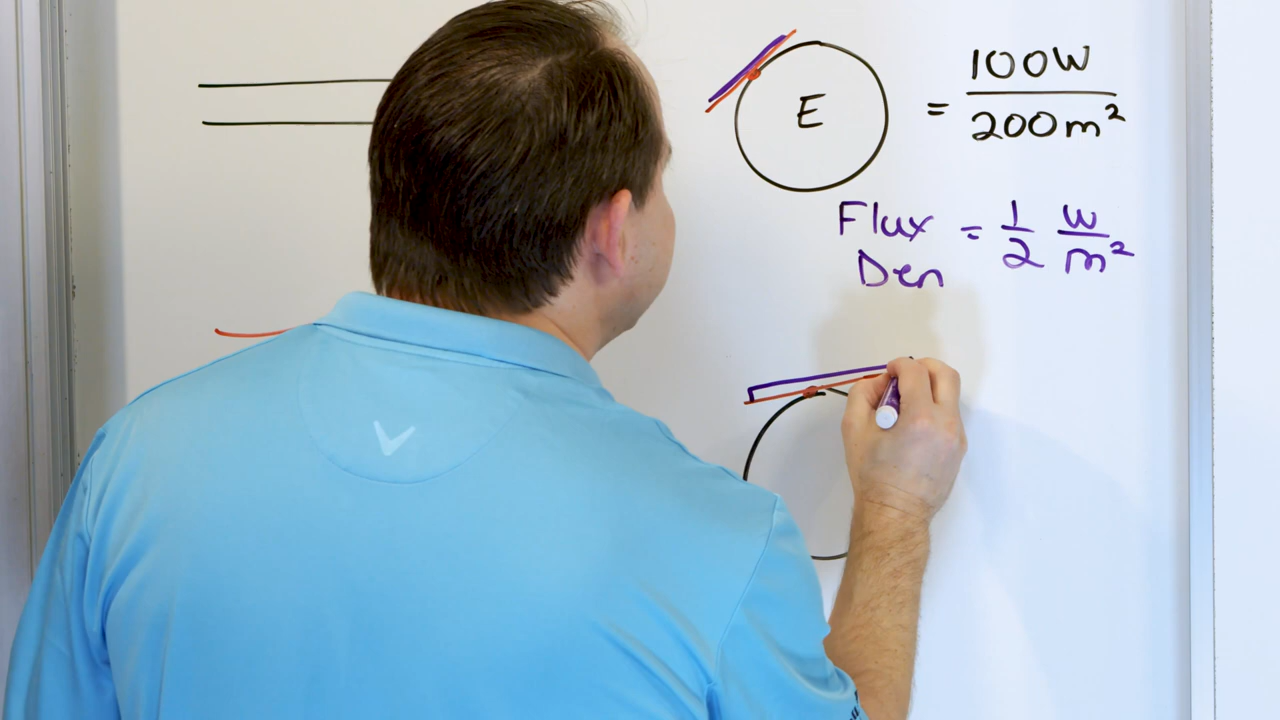 E = 100W / 200m²
Flux Den = 1/2 W/m²